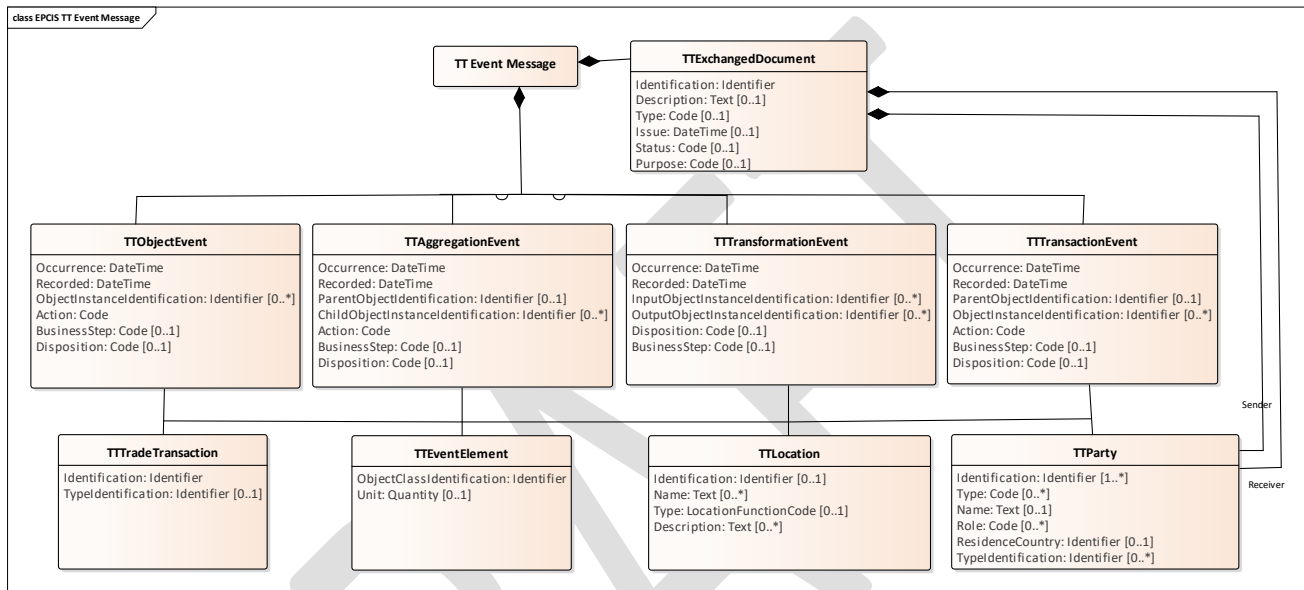 class EPCIS TT Event Message
TT Event Message
TTExchangedDocument
Identification: Identifier
Description: Text [0..1]
Type: Code [0..1]
Issue: DateTime [0..1]
Status: Code [0..1]
Purpose: Code [0..1]
TTObjectEvent
Occurrence: DateTime
Recorded: DateTime
ObjectInstanceIdentification: Identifier [0..*]
Action: Code
BusinessStep: Code [0..1]
Disposition: Code [0..1]
TTAggregationEvent
Occurrence: DateTime
Recorded: DateTime
ParentObjectIdentification: Identifier [0..1]
ChildObjectInstanceIdentification: Identifier [0..*]
Action: Code
BusinessStep: Code [0..1]
Disposition: Code [0..1]
TTTransformationEvent
Occurrence: DateTime
Recorded: DateTime
InputObjectInstanceIdentification: Identifier [0..*]
OutputObjectInstanceIdentification: Identifier [0..*]
Disposition: Code [0..1]
BusinessStep: Code [0..1]
TTTransactionEvent
Occurrence: DateTime
Recorded: DateTime
ParentObjectIdentification: Identifier [0..1]
ObjectInstanceIdentification: Identifier [0..*]
Action: Code
BusinessStep: Code [0..1]
Disposition: Code [0..1]
Sender
Receiver
TTTradeTransaction
Identification: Identifier
TypeIdentification: Identifier [0..1]
TTEventElement
ObjectClassIdentification: Identifier
Unit: Quantity [0..1]
TTLocation
Identification: Identifier [0..1]
Name: Text [0..*]
Type: LocationFunctionCode [0..1]
Description: Text [0..*]
TTParty
Identification: Identifier [1..*]
Type: Code [0..*]
Name: Text [0..1]
Role: Code [0..*]
ResidenceCountry: Identifier [0..1]
TypeIdentification: Identifier [0..*]